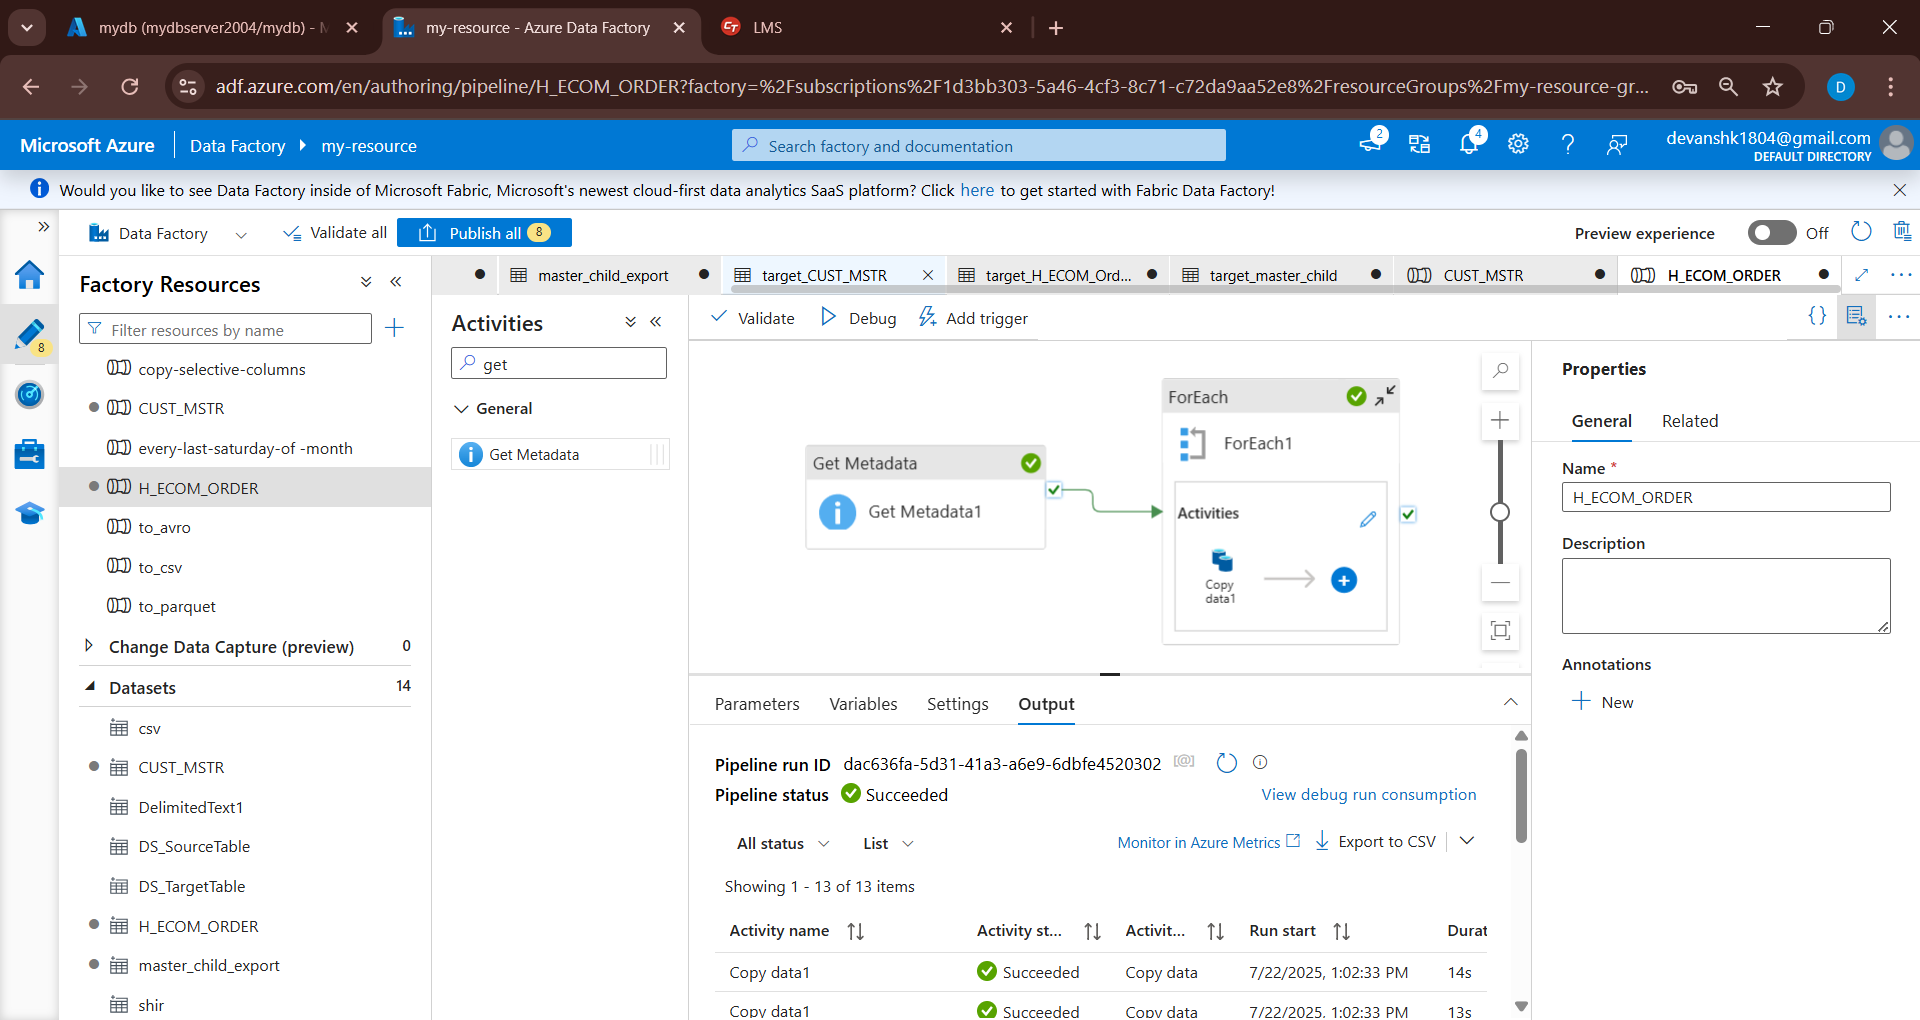 mydb (mydbserver2004/mydb) - M
my-resource - Azure Data Factory
LMS
adf.azure.com/en/authoring/pipeline/H_ECOM_ORDER?factory=%2Fsubscriptions%2F1d3bb303-5a46-4cf3-8c71-c72da9aa52e8%2FresourceGroups%2Fmy-resource-gr...
D
Microsoft Azure
Data Factory
my-resource
Search factory and documentation
2
4
devanshk1804@gmail.com
DEFAULT DIRECTORY
Would you like to see Data Factory inside of Microsoft Fabric, Microsoft's newest cloud-first data analytics SaaS platform? Click here to get started with Fabric Data Factory!
Data Factory
Validate all
Publish all 8
Preview experience
Off
8
Factory Resources
Filter resources by name
copy-selective-columns
CUST_MSTR
every-last-saturday-of -month
H_ECOM_ORDER
to_avro
to_csv
to_parquet
Change Data Capture (preview) 0
Datasets 14
csv
CUST_MSTR
DelimitedText1
DS_SourceTable
DS_TargetTable
H_ECOM_ORDER
master_child_export
shir
master_child_export
target_CUST_MSTR
target_H_ECOM_Ord...
target_master_child
CUST_MSTR
H_ECOM_ORDER
Activities
get
General
Get Metadata
Validate
Debug
Add trigger
Get Metadata
Get Metadata1
ForEach
ForEach1
Activities
Copy
data1
Parameters
Variables
Settings
Output
Pipeline run ID dac636fa-5d31-41a3-a6e9-6dbfe4520302
Pipeline status Succeeded
View debug run consumption
All status
List
Monitor in Azure Metrics
Export to CSV
Showing 1 - 13 of 13 items
Activity name Activity st... Activit... Run start Durat
Copy data1 Succeeded Copy data 7/22/2025, 1:02:33 PM 14s
Copy data1 Succeeded Copy data 7/22/2025, 1:02:33 PM 13s
Properties
General
Related
Name *
H_ECOM_ORDER
Description
Annotations
New